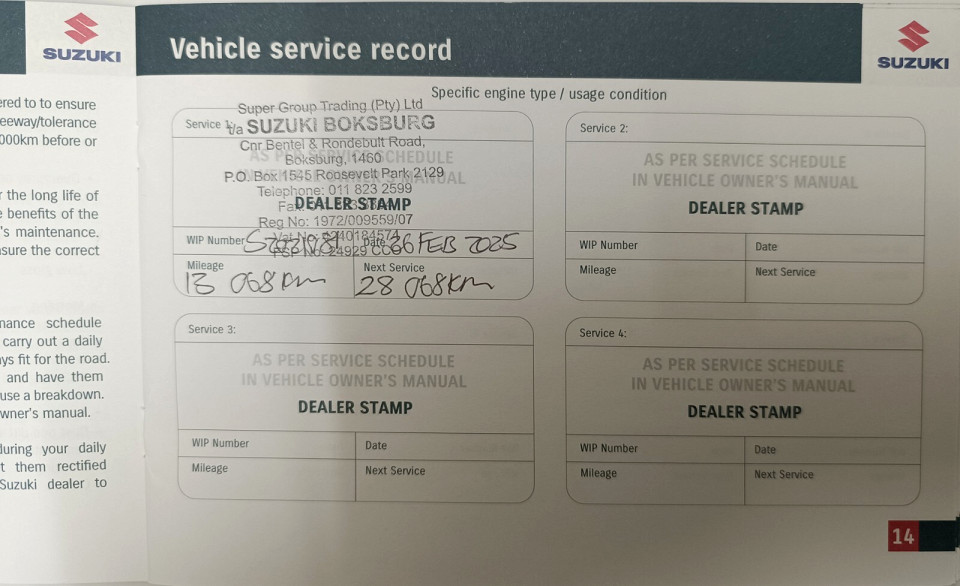 SUZUKI
Vehicle service record
SUZUKI
ered to to ensure
eeway/tolerance
000km before or
r the long life of
e benefits of the
's maintenance.
nsure the correct
nance schedule
carry out a daily
ays fit for the road.
and have them
use a breakdown.
wner's manual.
during your daily
t them rectified
Suzuki dealer to
Specific engine type / usage condition
Service 1:
Super Group Trading (Pty) Ltd
t/a SUZUKI BOKSBURG
Cnr Bentel & Rondebult Road,
Boksburg, 1460
P.O. Box 1545 Roosevelt Park 2129
Telephone: 011 823 2599
Reg No: 1972/009559/07
AS PER SERVICE SCHEDULE
IN VEHICLE OWNER'S MANUAL
DEALER STAMP
WIP Number
Date 26 FEB 2025
Mileage
13 068km
Next Service
28 068km
Service 2:
AS PER SERVICE SCHEDULE
IN VEHICLE OWNER'S MANUAL
DEALER STAMP
WIP Number
Date
Mileage
Next Service
Service 3:
AS PER SERVICE SCHEDULE
IN VEHICLE OWNER'S MANUAL
DEALER STAMP
WIP Number
Date
Mileage
Next Service
Service 4:
AS PER SERVICE SCHEDULE
IN VEHICLE OWNER'S MANUAL
DEALER STAMP
WIP Number
Date
Mileage
Next Service
14